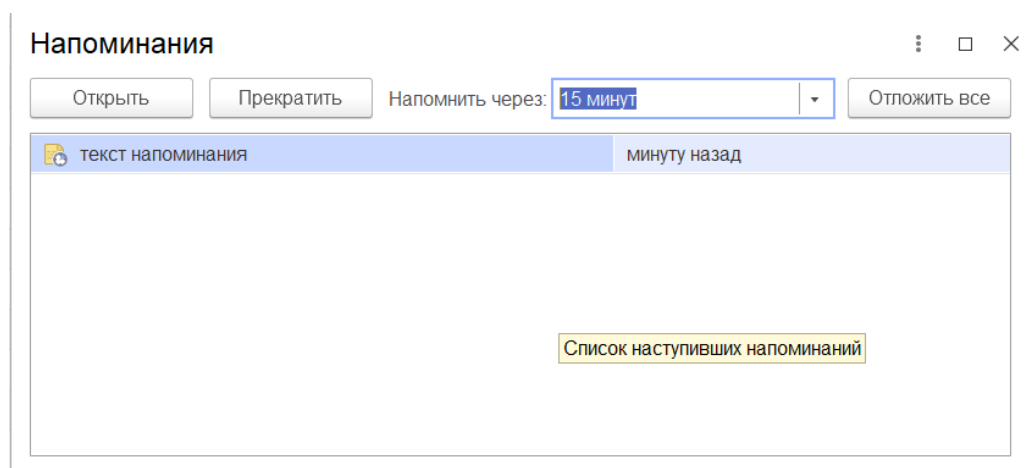 Напоминания
Открыть Прекратить Напомнить через: 15 минут Отложить все
текст напоминания минуту назад
Список наступивших напоминаний